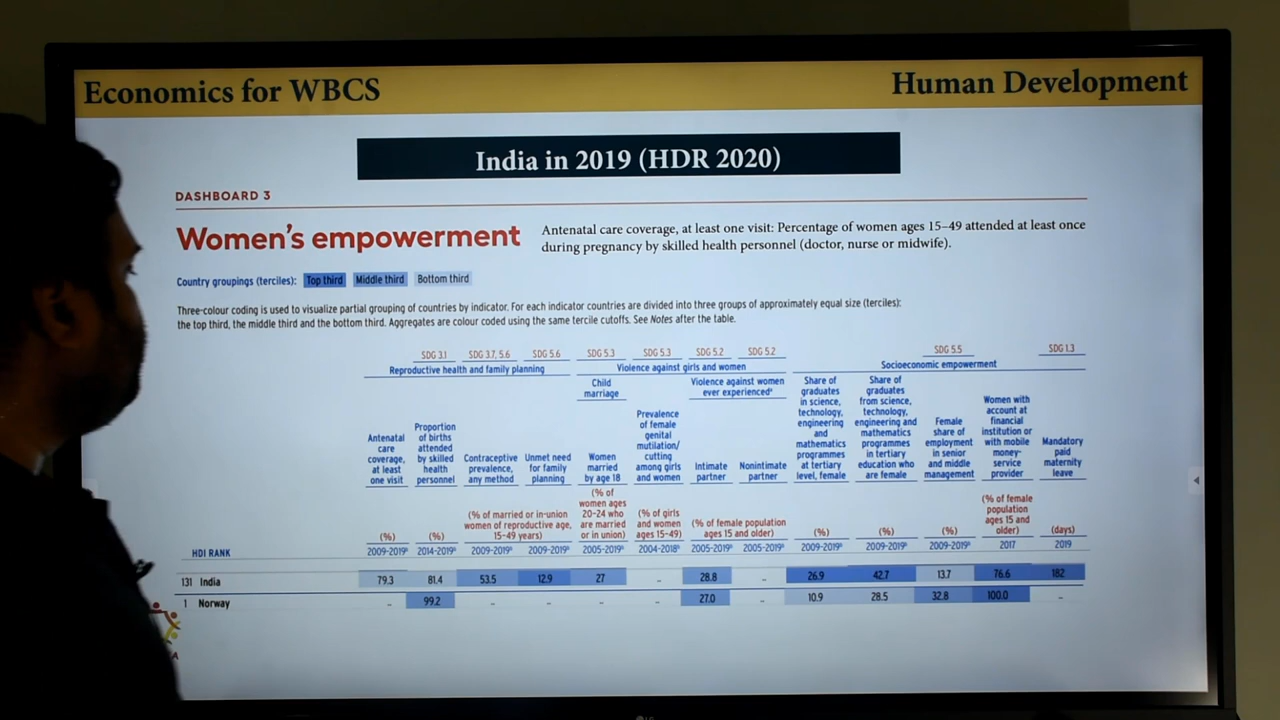 Economics for WBCS
Human Development
India in 2019 (HDR 2020)
DASHBOARD 3
Women's empowerment
Antenatal care coverage, at least one visit: Percentage of women ages 15–49 attended at least once
during pregnancy by skilled health personnel (doctor, nurse or midwife).
Country groupings (terciles): Top third Middle third Bottom third
Three-colour coding is used to visualize partial grouping of countries by indicator. For each indicator countries are divided into three groups of approximately equal size (terciles):
the top third, the middle third and the bottom third. Aggregates are colour coded using the same tercile cutoffs. See Notes after the table.
SDG 3.1 SDG 3.7, 5.6 SDG 5.6 SDG 5.3 SDG 5.3 SDG 5.2 SDG 5.2 SDG 5.5 SDG 1.3
Reproductive health and family planning Violence against girls and women Socioeconomic empowerment
Child
marriage
Violence against women
ever experiencedª
Antenatal
care
coverage,
at least
one visit
Proportion
of births
attended
by skilled
health
personnel
Contraceptive
prevalence,
any method
Unmet need
for family
planning
Women
married
by age 18
Prevalence
of female
genital
mutilation/
cutting
among girls
and women
Intimate
partner
Nonintimate
partner
Share of
graduates
in science,
technology,
engineering
and
mathematics
programmes
at tertiary
level, female
Share of
graduates
from science,
technology,
engineering and
mathematics
programmes
in tertiary
education who
are female
Female
share of
employment
in senior
and middle
management
Women with
account at
financial
institution or
with mobile
money-
service
provider
Mandatory
paid
maternity
leave
(%)
(%)
(% of married or in-union
women of reproductive age,
15–49 years)
(% of
women ages
20–24 who
are married
or in union)
(% of girls
and women
ages 15–49)
(% of female population
ages 15 and older)
(%)
(%)
(%)
(% of female
population
ages 15 and
older)
(days)
HDI RANK 2009–2019ᵇ 2014–2019ᵇ 2009–2019ᵇ 2009–2019ᵇ 2005–2019ᵇ 2004–2018ᵇ 2005–2019ᵇ 2005–2019ᵇ 2009–2019ᵇ 2009–2019ᵇ 2009–2019ᵇ 2017 2019
131 India 79.3 81.4 53.5 12.9 27 – 28.8 – 26.9 42.7 13.7 76.6 182
1 Norway – 99.2 – – – – 27.0 – 10.9 28.5 32.8 100.0 –
LG